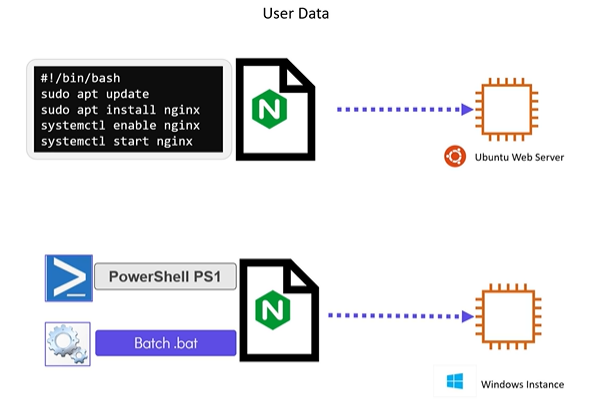 User Data
#!/bin/bash
sudo apt update
sudo apt install nginx
systemctl enable nginx
systemctl start nginx
N
Ubuntu Web Server
PowerShell PS1
N
Batch .bat
Windows Instance